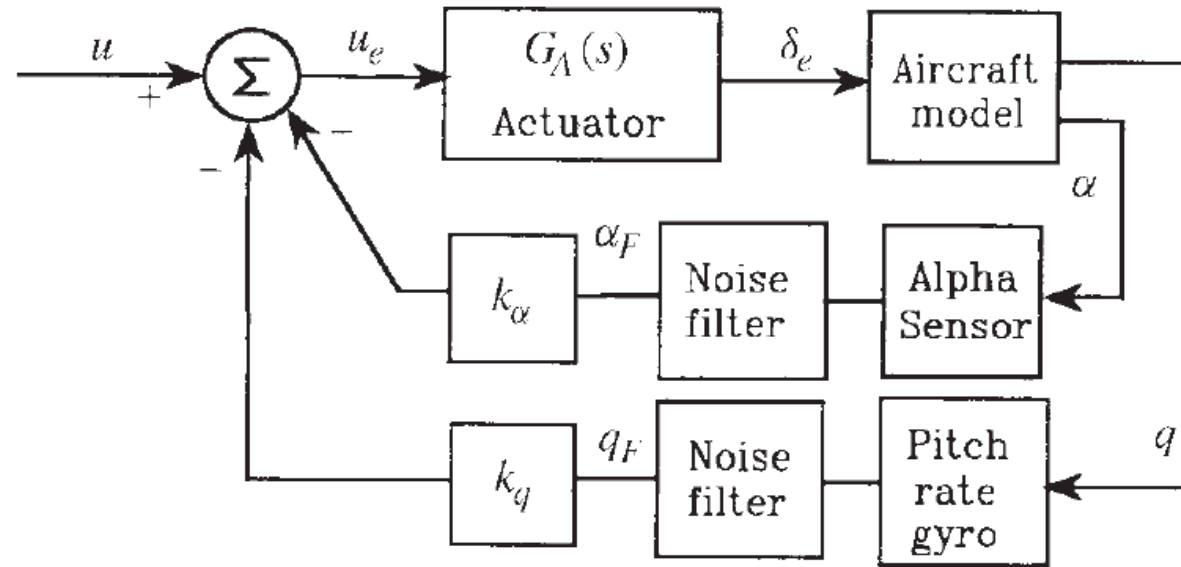 u
+
Σ
−
−
u_e
G_A(s)
Actuator
δ_e
Aircraft
model
α
k_α
α_F
Noise
filter
Alpha
Sensor
k_q
q_F
Noise
filter
Pitch
rate
gyro
q